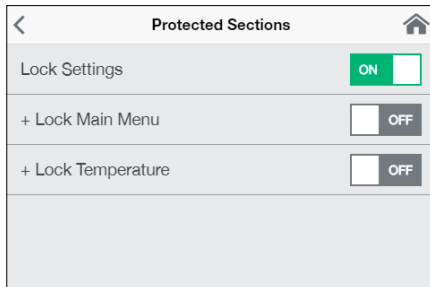 Protected Sections
Lock Settings ON
+ Lock Main Menu OFF
+ Lock Temperature OFF